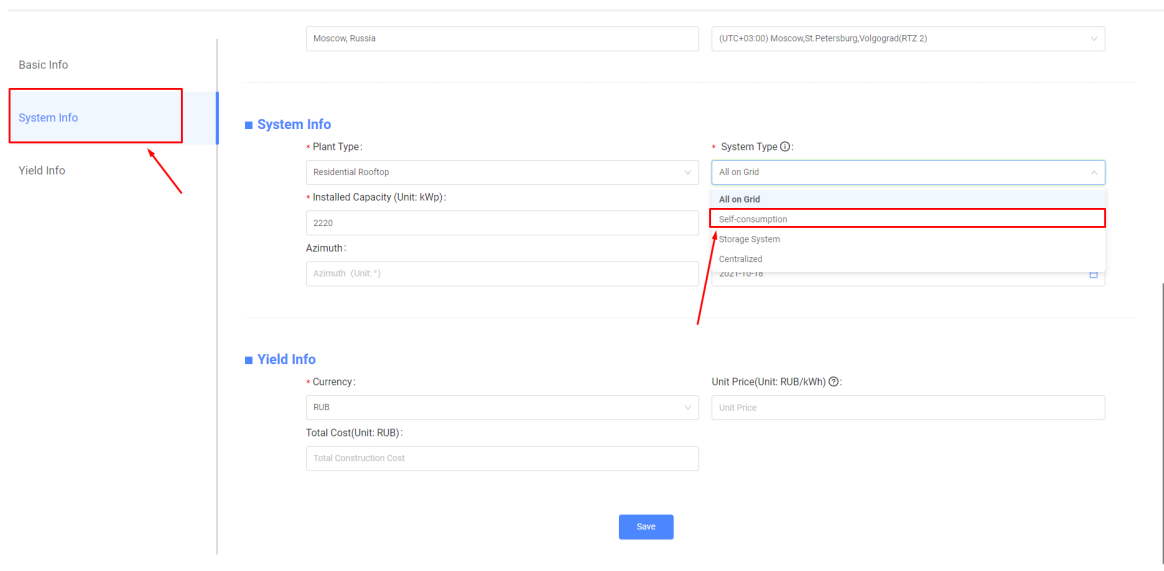 Moscow, Russia
(UTC+03:00) Moscow,St.Petersburg,Volgograd(RTZ 2)
Basic Info
System Info
Yield Info
System Info
* Plant Type:
* System Type ⓘ:
Residential Rooftop
All on Grid
All on Grid
Self-consumption
Storage System
Centralized
* Installed Capacity (Unit: kWp):
2220
Azimuth:
Azimuth (Unit: °)
2021-10-18
Yield Info
* Currency:
Unit Price(Unit: RUB/kWh) ?:
RUB
Unit Price
Total Cost(Unit: RUB):
Total Construction Cost
Save